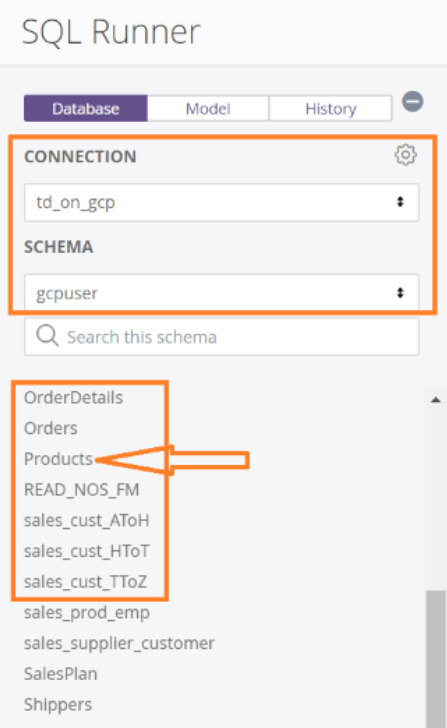 SQL Runner
Database Model History
CONNECTION
td_on_gcp
SCHEMA
gcpuser
Search this schema
OrderDetails
Orders
Products
READ_NOS_FM
sales_cust_AToH
sales_cust_HToT
sales_cust_TToZ
sales_prod_emp
sales_supplier_customer
SalesPlan
Shippers